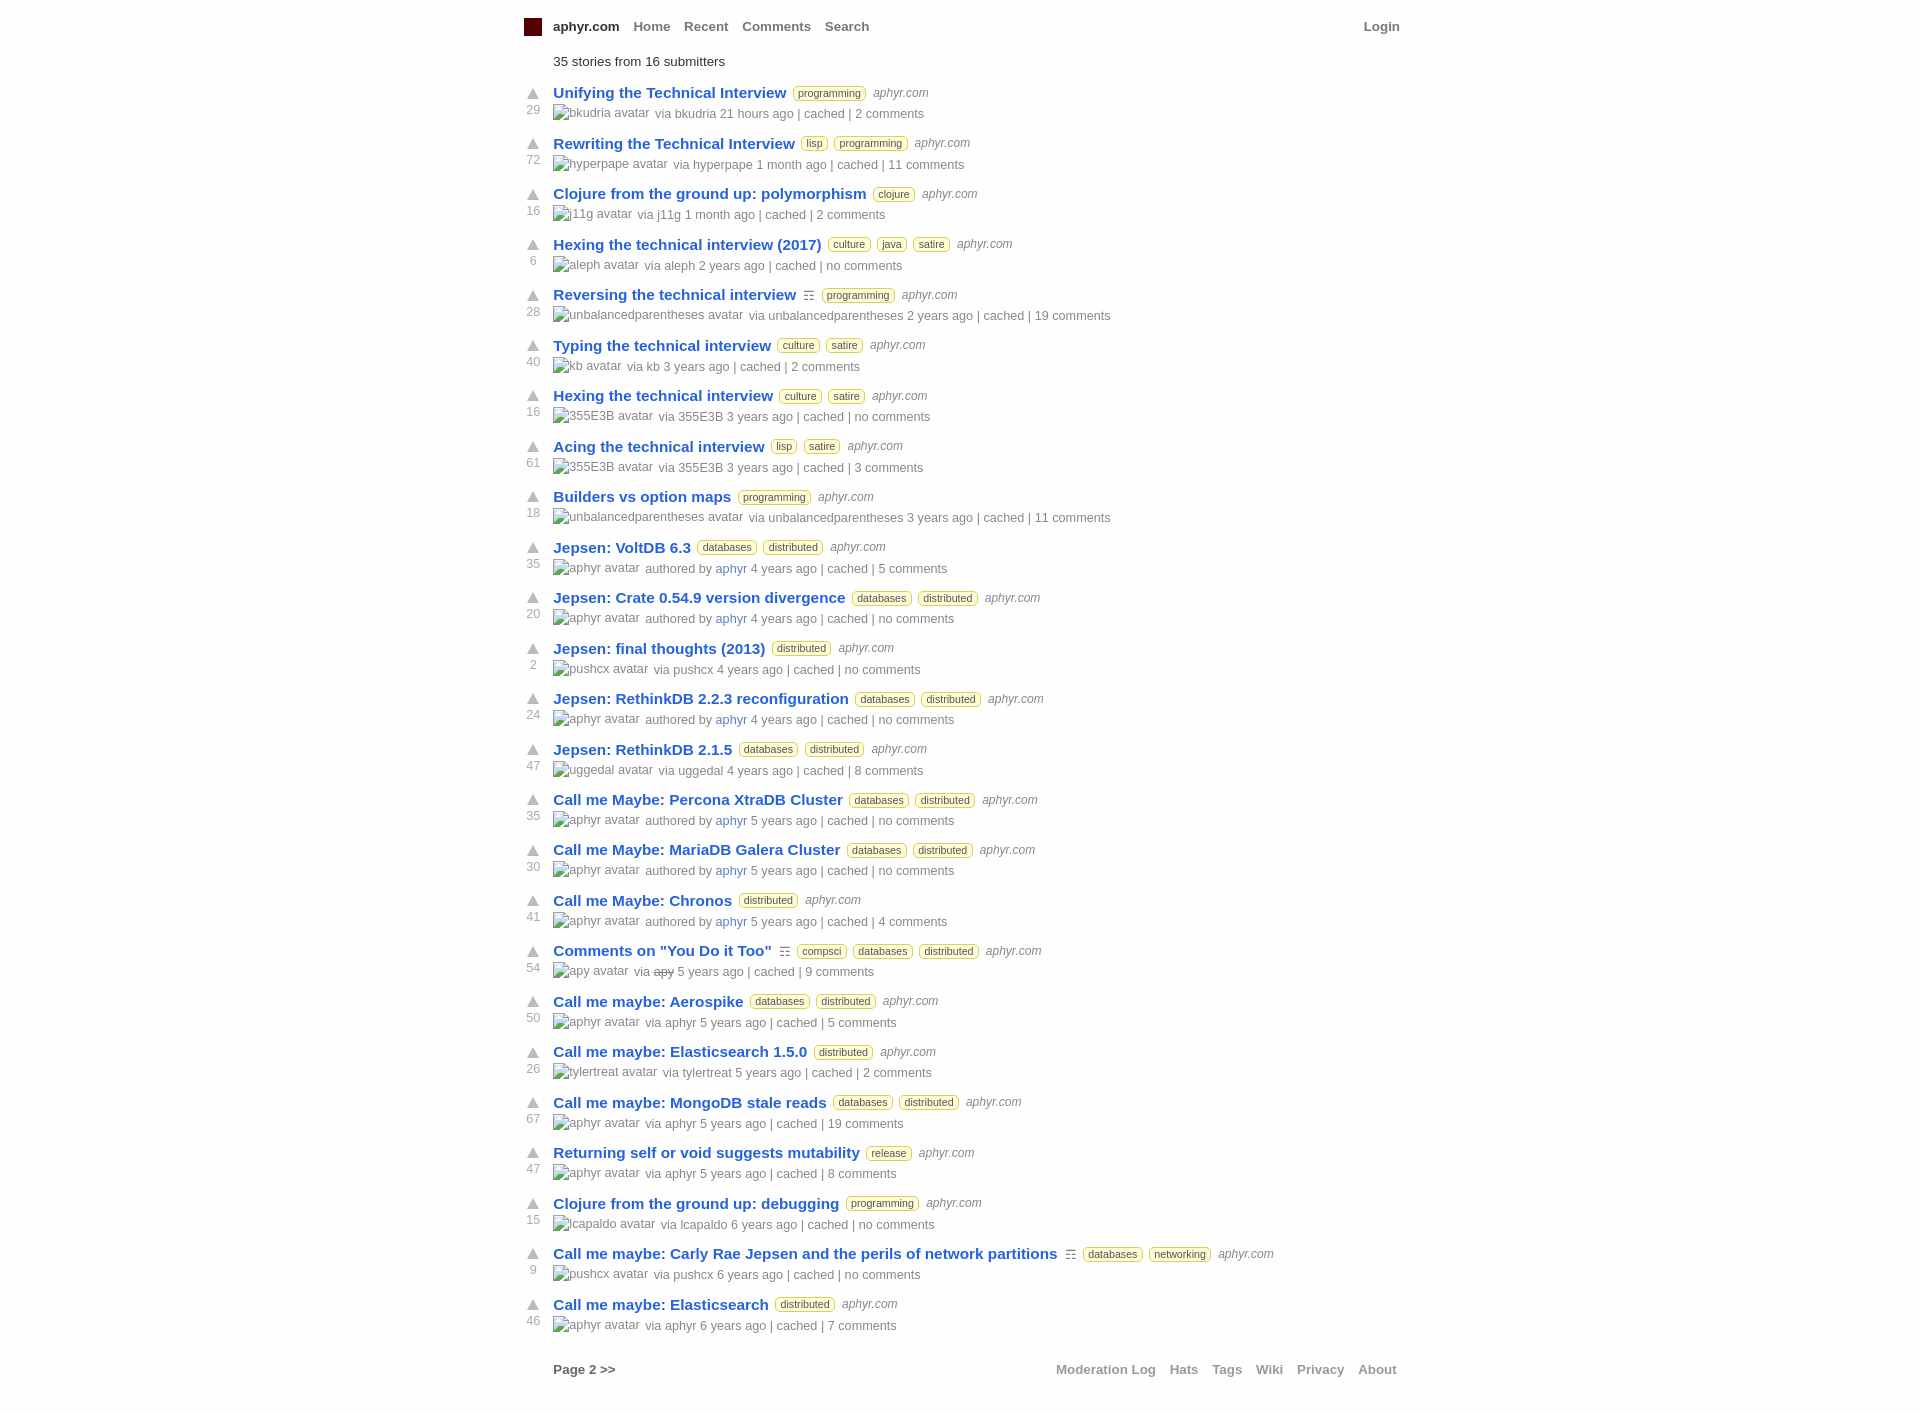 aphyr.com Home Recent Comments Search Login
35 stories from 16 submitters
Unifying the Technical Interview programming aphyr.com
29 bkudria avatar via bkudria 21 hours ago | cached | 2 comments
Rewriting the Technical Interview lisp programming aphyr.com
72 hyperpape avatar via hyperpape 1 month ago | cached | 11 comments
Clojure from the ground up: polymorphism clojure aphyr.com
16 j11g avatar via j11g 1 month ago | cached | 2 comments
Hexing the technical interview (2017) culture java satire aphyr.com
6 aleph avatar via aleph 2 years ago | cached | no comments
Reversing the technical interview ☶ programming aphyr.com
28 unbalancedparentheses avatar via unbalancedparentheses 2 years ago | cached | 19 comments
Typing the technical interview culture satire aphyr.com
40 kb avatar via kb 3 years ago | cached | 2 comments
Hexing the technical interview culture satire aphyr.com
16 355E3B avatar via 355E3B 3 years ago | cached | no comments
Acing the technical interview lisp satire aphyr.com
61 355E3B avatar via 355E3B 3 years ago | cached | 3 comments
Builders vs option maps programming aphyr.com
18 unbalancedparentheses avatar via unbalancedparentheses 3 years ago | cached | 11 comments
Jepsen: VoltDB 6.3 databases distributed aphyr.com
35 aphyr avatar authored by aphyr 4 years ago | cached | 5 comments
Jepsen: Crate 0.54.9 version divergence databases distributed aphyr.com
20 aphyr avatar authored by aphyr 4 years ago | cached | no comments
Jepsen: final thoughts (2013) distributed aphyr.com
2 pushcx avatar via pushcx 4 years ago | cached | no comments
Jepsen: RethinkDB 2.2.3 reconfiguration databases distributed aphyr.com
24 aphyr avatar authored by aphyr 4 years ago | cached | no comments
Jepsen: RethinkDB 2.1.5 databases distributed aphyr.com
47 uggedal avatar via uggedal 4 years ago | cached | 8 comments
Call me Maybe: Percona XtraDB Cluster databases distributed aphyr.com
35 aphyr avatar authored by aphyr 5 years ago | cached | no comments
Call me Maybe: MariaDB Galera Cluster databases distributed aphyr.com
30 aphyr avatar authored by aphyr 5 years ago | cached | no comments
Call me Maybe: Chronos distributed aphyr.com
41 aphyr avatar authored by aphyr 5 years ago | cached | 4 comments
Comments on "You Do it Too" ☶ compsci databases distributed aphyr.com
54 apy avatar via apy 5 years ago | cached | 9 comments
Call me maybe: Aerospike databases distributed aphyr.com
50 aphyr avatar via aphyr 5 years ago | cached | 5 comments
Call me maybe: Elasticsearch 1.5.0 distributed aphyr.com
26 tylertreat avatar via tylertreat 5 years ago | cached | 2 comments
Call me maybe: MongoDB stale reads databases distributed aphyr.com
67 aphyr avatar via aphyr 5 years ago | cached | 19 comments
Returning self or void suggests mutability release aphyr.com
47 aphyr avatar via aphyr 5 years ago | cached | 8 comments
Clojure from the ground up: debugging programming aphyr.com
15 lcapaldo avatar via lcapaldo 6 years ago | cached | no comments
Call me maybe: Carly Rae Jepsen and the perils of network partitions ☶ databases networking aphyr.com
9 pushcx avatar via pushcx 6 years ago | cached | no comments
Call me maybe: Elasticsearch distributed aphyr.com
46 aphyr avatar via aphyr 6 years ago | cached | 7 comments
Page 2 >> Moderation Log Hats Tags Wiki Privacy About